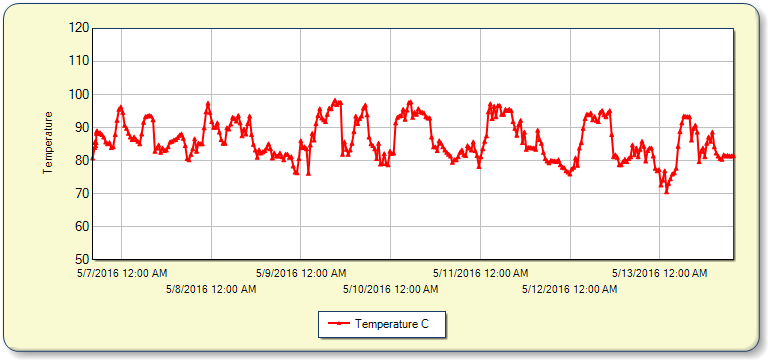 120
110
100
90
80
70
60
50
Temperature
5/7/2016 12:00 AM
5/8/2016 12:00 AM
5/9/2016 12:00 AM
5/10/2016 12:00 AM
5/11/2016 12:00 AM
5/12/2016 12:00 AM
5/13/2016 12:00 AM
Temperature C